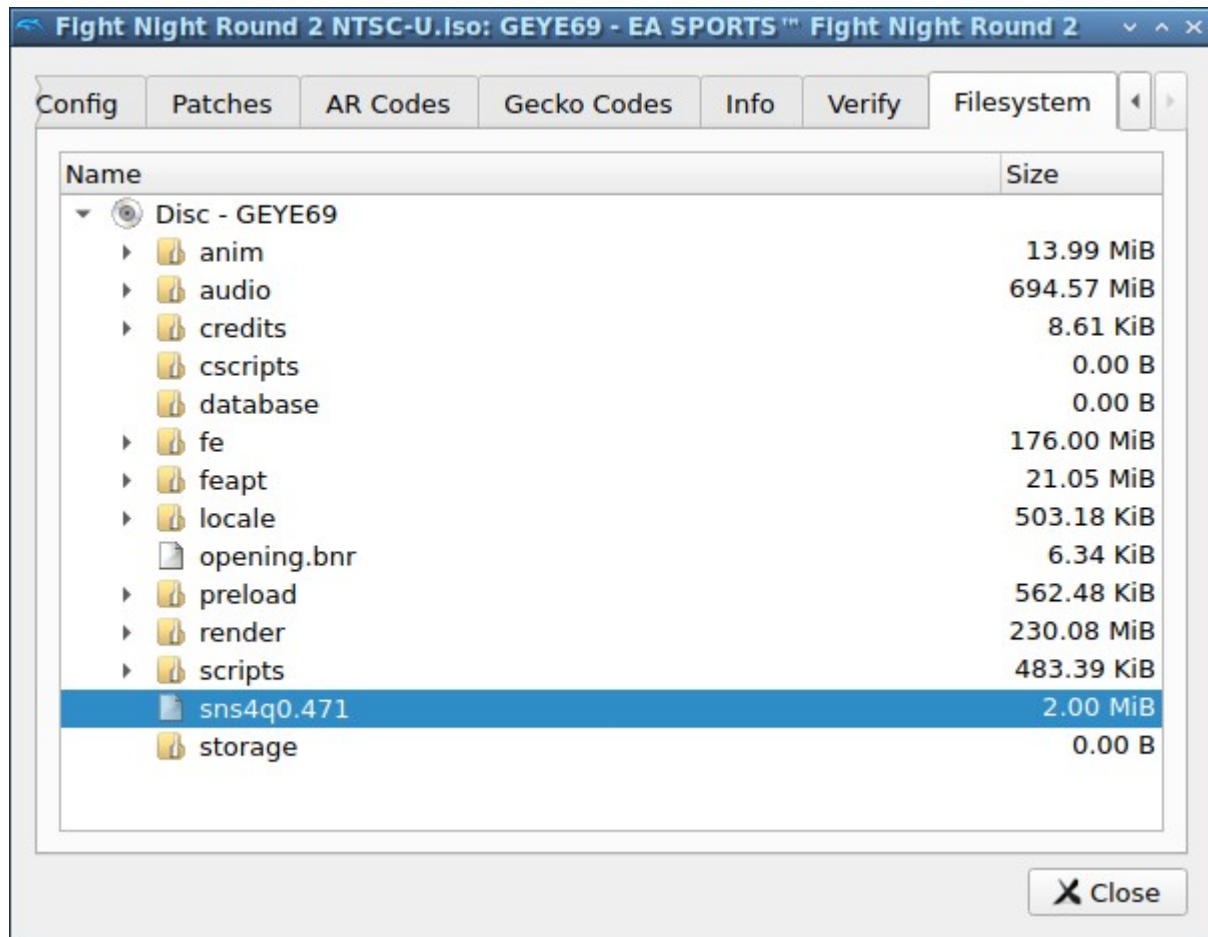 Fight Night Round 2 NTSC-U.iso: GEYE69 - EA SPORTS™ Fight Night Round 2
Config Patches AR Codes Gecko Codes Info Verify Filesystem
Name Size
Disc - GEYE69
anim 13.99 MiB
audio 694.57 MiB
credits 8.61 KiB
cscripts 0.00 B
database 0.00 B
fe 176.00 MiB
feapt 21.05 MiB
locale 503.18 KiB
opening.bnr 6.34 KiB
preload 562.48 KiB
render 230.08 MiB
scripts 483.39 KiB
sns4q0.471 2.00 MiB
storage 0.00 B
Close